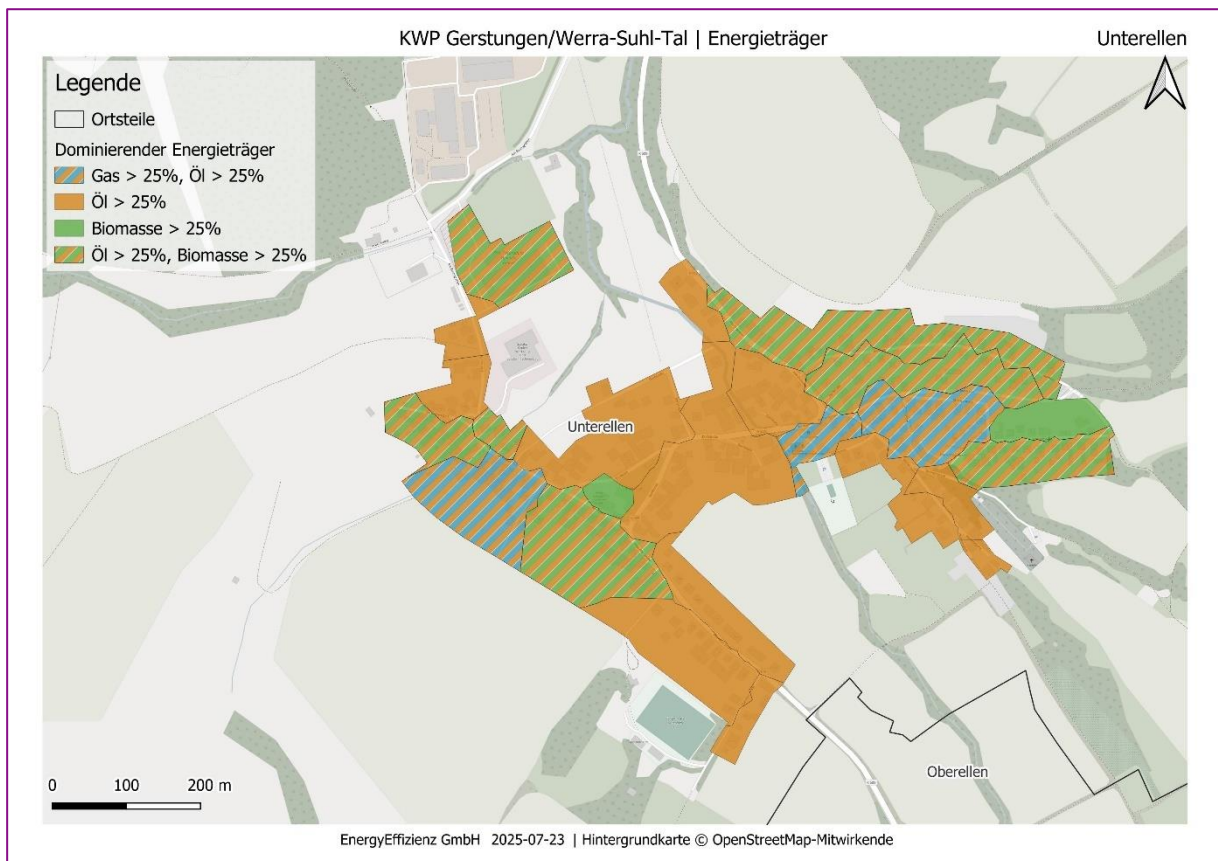 KWP Gerstungen/Werra-Suhl-Tal | Energieträger
Unterellen
Legende
Ortsteile
Dominierender Energieträger
Gas > 25%, Öl > 25%
Öl > 25%
Biomasse > 25%
Öl > 25%, Biomasse > 25%
Unterellen
Oberellen
0 100 200 m
EnergyEffizienz GmbH 2025-07-23 | Hintergrundkarte © OpenStreetMap-Mitwirkende